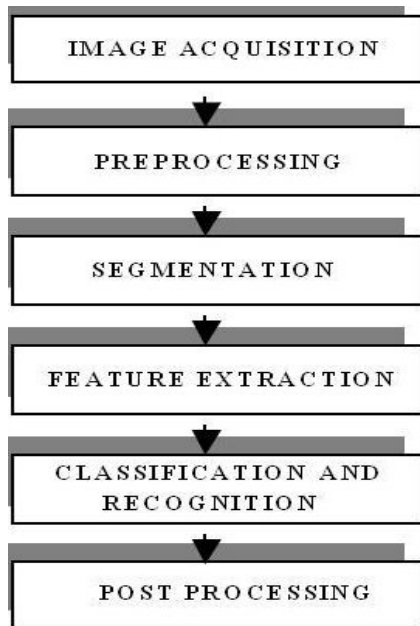 IMAGE ACQUISITION
PREPROCESSING
SEGMENTATION
FEATURE EXTRACTION
CLASSIFICATION AND
RECOGNITION
POST PROCESSING